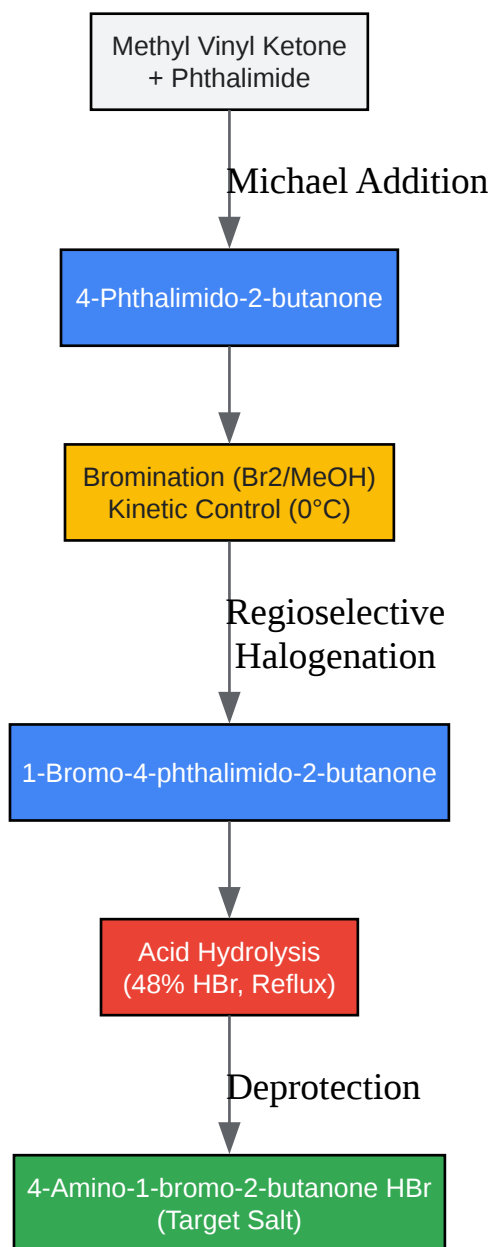 Methyl Vinyl Ketone
+ Phthalimide
Michael Addition
4-Phthalimido-2-butanone
Bromination (Br2/MeOH)
Kinetic Control (0°C)
Regioselective
Halogenation
1-Bromo-4-phthalimido-2-butanone
Acid Hydrolysis
(48% HBr, Reflux)
Deprotection
4-Amino-1-bromo-2-butanone HBr
(Target Salt)